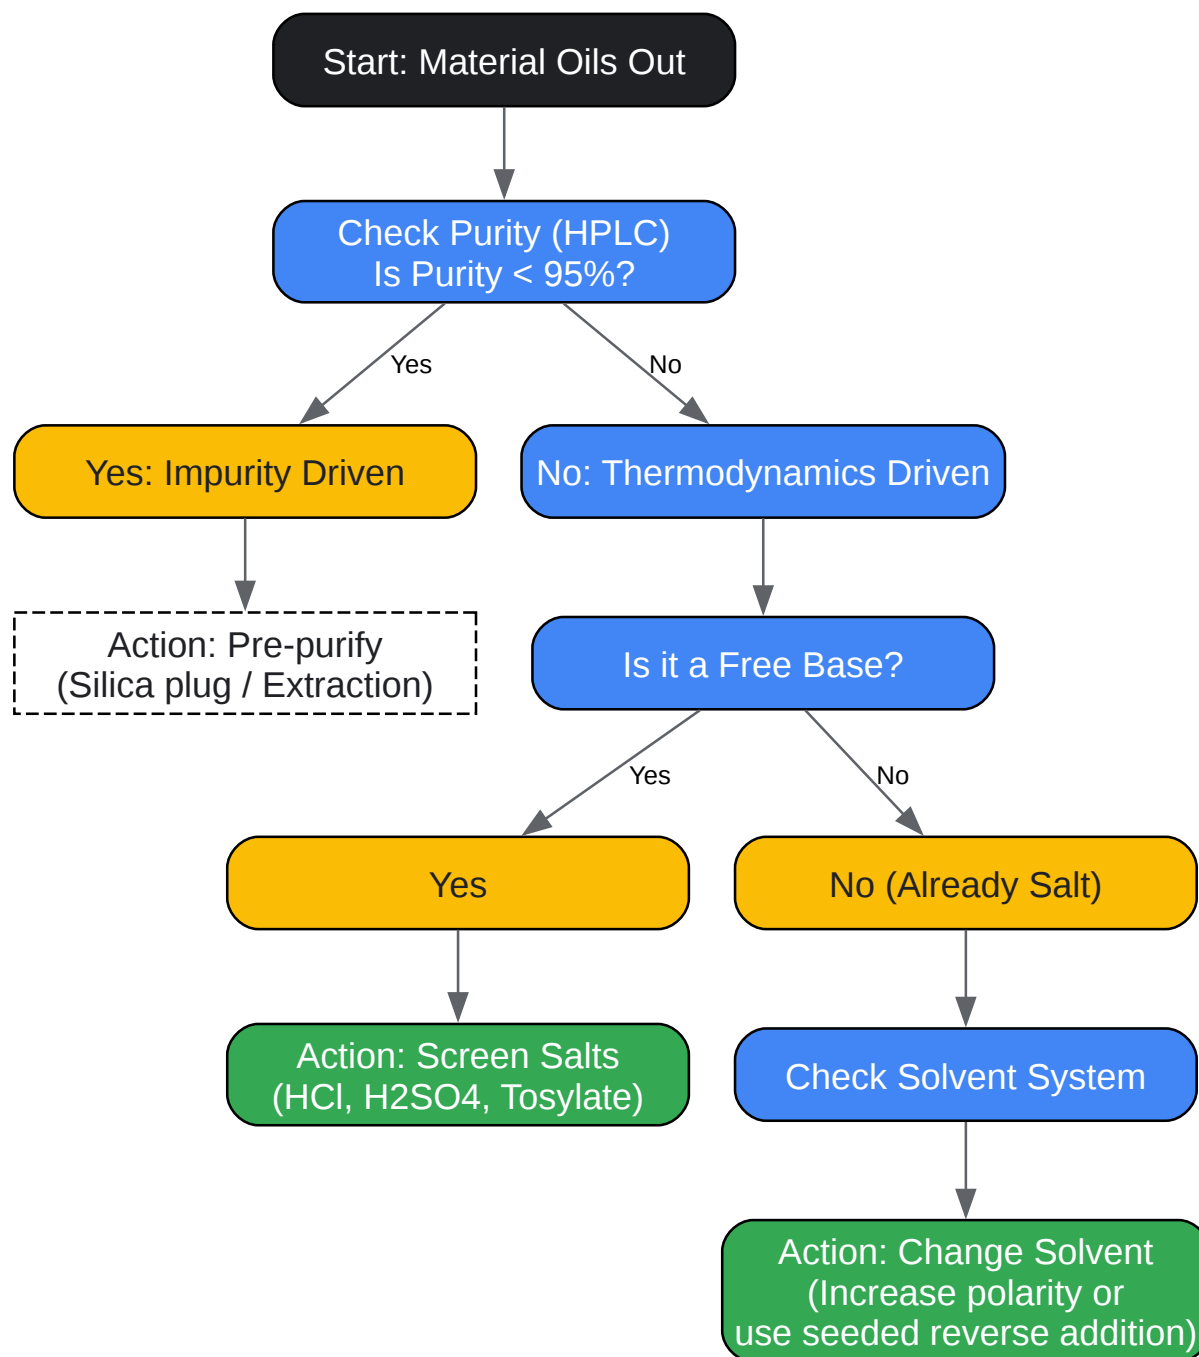 Start: Material Oils Out
Check Purity (HPLC)
Is Purity < 95%?
Yes
No
Yes: Impurity Driven
No: Thermodynamics Driven
Action: Pre-purify
(Silica plug / Extraction)
Is it a Free Base?
Yes
No
Yes
No (Already Salt)
Action: Screen Salts
(HCl, H2SO4, Tosylate)
Check Solvent System
Action: Change Solvent
(Increase polarity or
use seeded reverse addition)